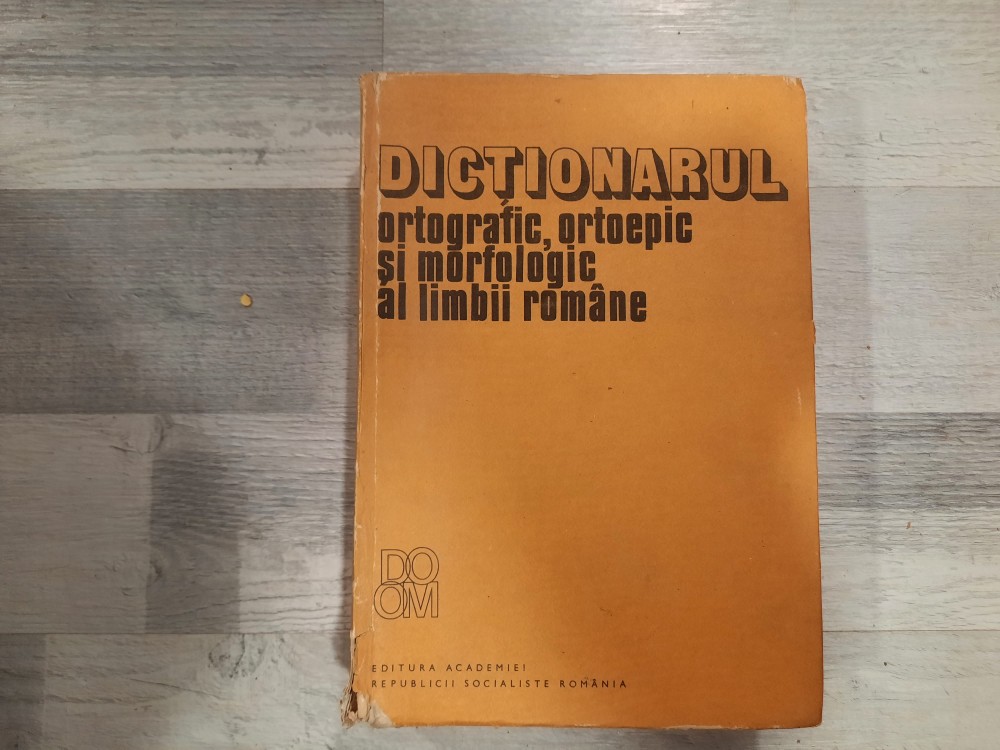 DICȚIONARUL
ortografic, ortoepic
și morfologic
al limbii române
DO
OM
EDITURA ACADEMIEI
REPUBLICII SOCIALISTE ROMÂNIA